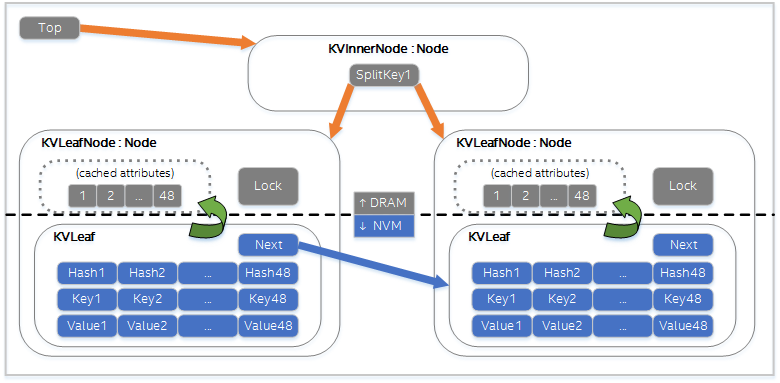 Top
KVInnerNode : Node
SplitKey1
KVLeafNode : Node
(cached attributes)
1 2 ... 48
Lock
KVLeafNode : Node
(cached attributes)
1 2 ... 48
Lock
↑ DRAM
↓ NVM
KVLeaf
Next
Hash1 Hash2 ... Hash48
Key1 Key2 ... Key48
Value1 Value2 ... Value48
KVLeaf
Next
Hash1 Hash2 ... Hash48
Key1 Key2 ... Key48
Value1 Value2 ... Value48